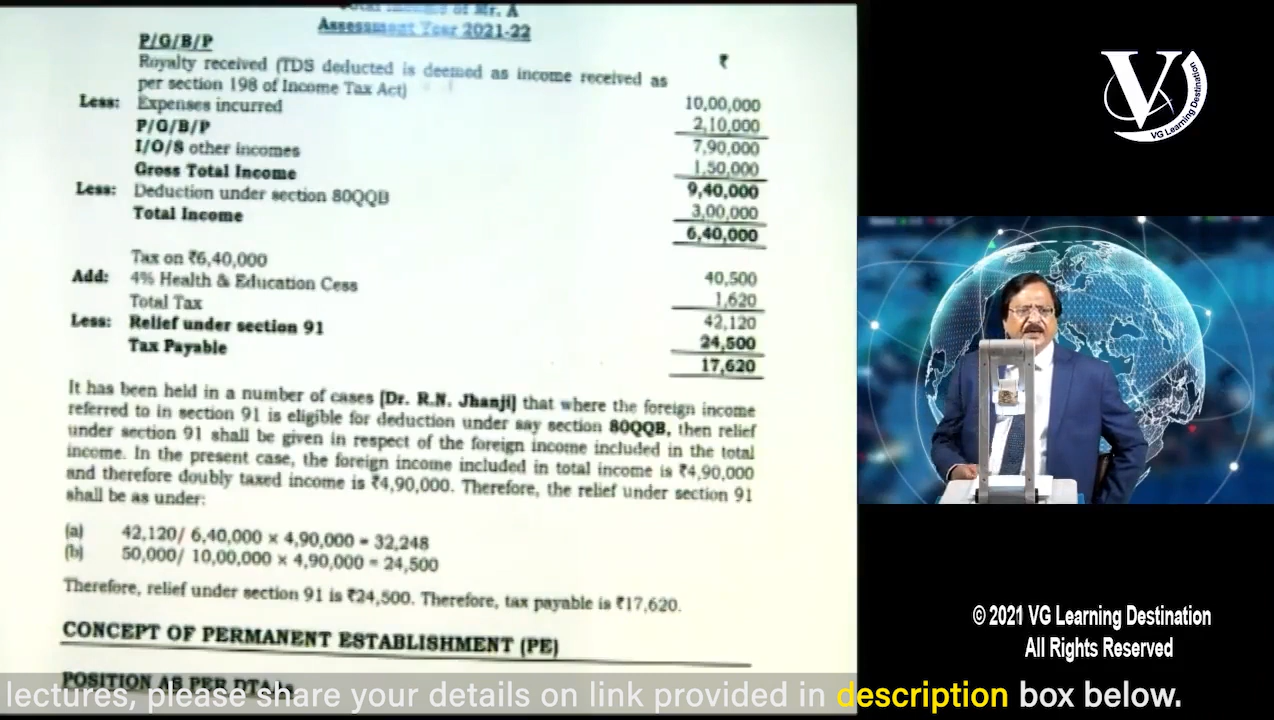 Total Income of Mr. A
Assessment Year 2021-22
P/G/B/P ₹
Royalty received (TDS deducted is deemed as income received as
per section 198 of Income Tax Act) 10,00,000
Less: Expenses incurred 2,10,000
P/G/B/P 7,90,000
I/O/S other incomes 1,50,000
Gross Total Income 9,40,000
Less: Deduction under section 80QQB 3,00,000
Total Income 6,40,000
Tax on ₹6,40,000 40,500
Add: 4% Health & Education Cess 1,620
Total Tax 42,120
Less: Relief under section 91 24,500
Tax Payable 17,620
It has been held in a number of cases [Dr. R.N. Jhanji] that where the foreign income
referred to in section 91 is eligible for deduction under say section 80QQB, then relief
under section 91 shall be given in respect of the foreign income included in the total
income. In the present case, the foreign income included in total income is ₹4,90,000
and therefore doubly taxed income is ₹4,90,000. Therefore, the relief under section 91
shall be as under:
(a) 42,120/ 6,40,000 × 4,90,000 = 32,248
(b) 50,000/ 10,00,000 × 4,90,000 = 24,500
Therefore, relief under section 91 is ₹24,500. Therefore, tax payable is ₹17,620.
CONCEPT OF PERMANENT ESTABLISHMENT (PE)
POSITION AS PER DTAAs
V
VG Learning Destination
© 2021 VG Learning Destination
All Rights Reserved
lectures, please share your details on link provided in description box below.